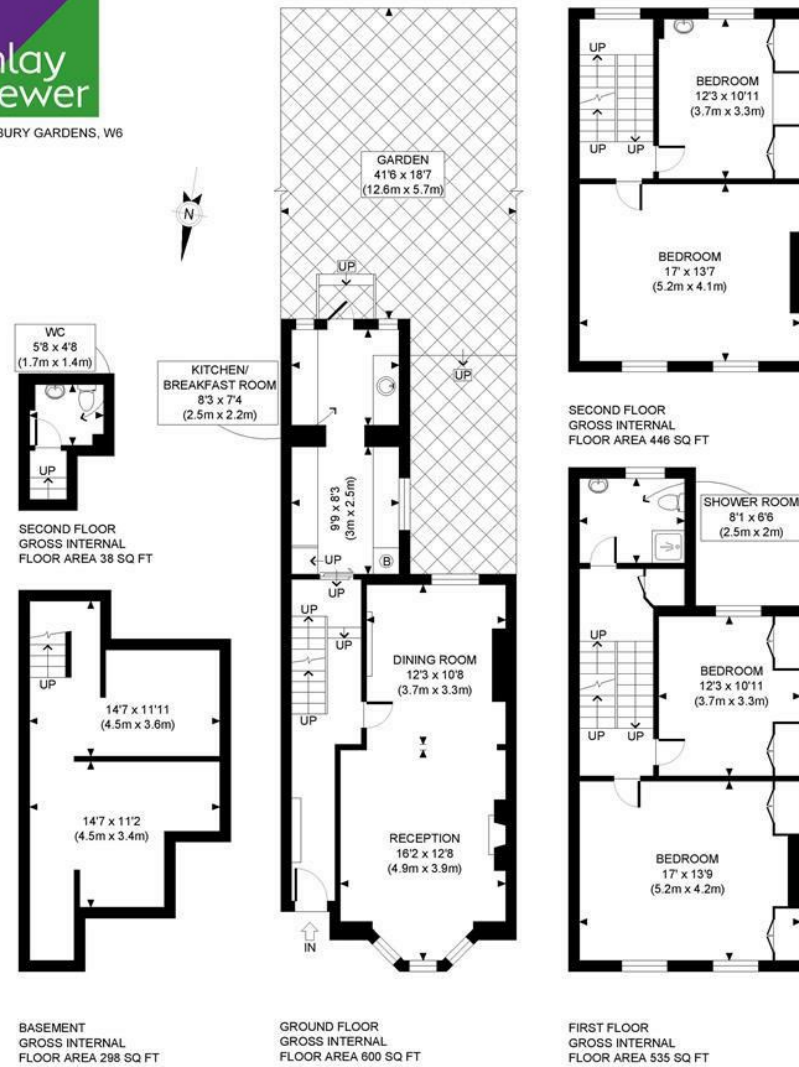 BURY GARDENS, W6
N
GARDEN
41'6 x 18'7
(12.6m x 5.7m)
UP
UP
KITCHEN/
BREAKFAST ROOM
8'3 x 7'4
(2.5m x 2.2m)
9'9 x 8'3
(3m x 2.5m)
UP
B
UP
UP
UP
UP
DINING ROOM
12'3 x 10'8
(3.7m x 3.3m)
RECEPTION
16'2 x 12'8
(4.9m x 3.9m)
IN
GROUND FLOOR
GROSS INTERNAL
FLOOR AREA 600 SQ FT
WC
5'8 x 4'8
(1.7m x 1.4m)
UP
SECOND FLOOR
GROSS INTERNAL
FLOOR AREA 38 SQ FT
UP
14'7 x 11'11
(4.5m x 3.6m)
14'7 x 11'2
(4.5m x 3.4m)
BASEMENT
GROSS INTERNAL
FLOOR AREA 298 SQ FT
UP
UP
UP
BEDROOM
12'3 x 10'11
(3.7m x 3.3m)
BEDROOM
17' x 13'7
(5.2m x 4.1m)
SECOND FLOOR
GROSS INTERNAL
FLOOR AREA 446 SQ FT
SHOWER ROOM
8'1 x 6'6
(2.5m x 2m)
UP
UP
UP
BEDROOM
12'3 x 10'11
(3.7m x 3.3m)
BEDROOM
17' x 13'9
(5.2m x 4.2m)
FIRST FLOOR
GROSS INTERNAL
FLOOR AREA 535 SQ FT